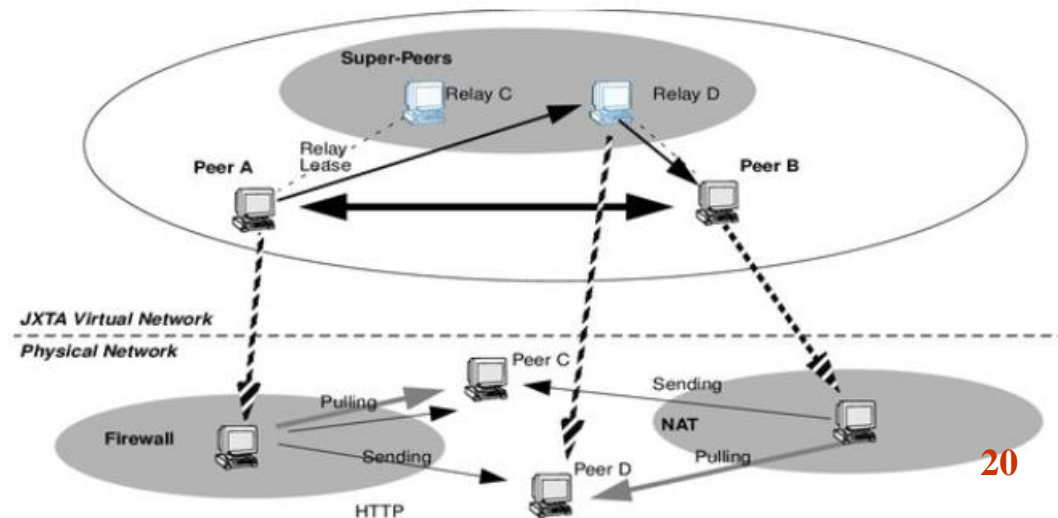 Super-Peers
Relay C
Relay D
Relay
Lease
Peer A
Peer B
JXTA Virtual Network
Physical Network
Peer C
Pulling
Sending
Firewall
NAT
Sending
Pulling
Peer D
20
HTTP